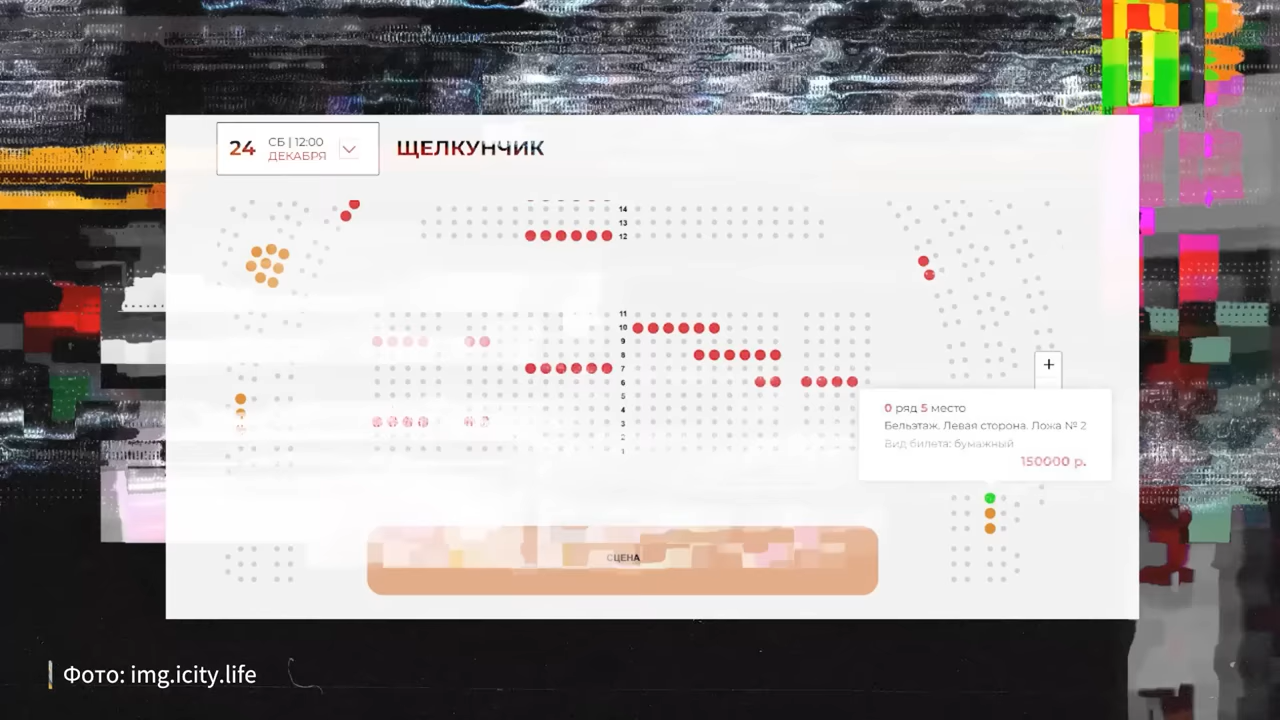 24
СБ | 12:00
ДЕКАБРЯ
ЩЕЛКУНЧИК
14
13
12
11
10
9
8
7
6
5
4
3
2
1
+
0 ряд 5 место
Бельэтаж. Левая сторона. Ложа № 2
Вид билета: бумажный
150000 р.
СЦЕНА
Фото: img.icity.life